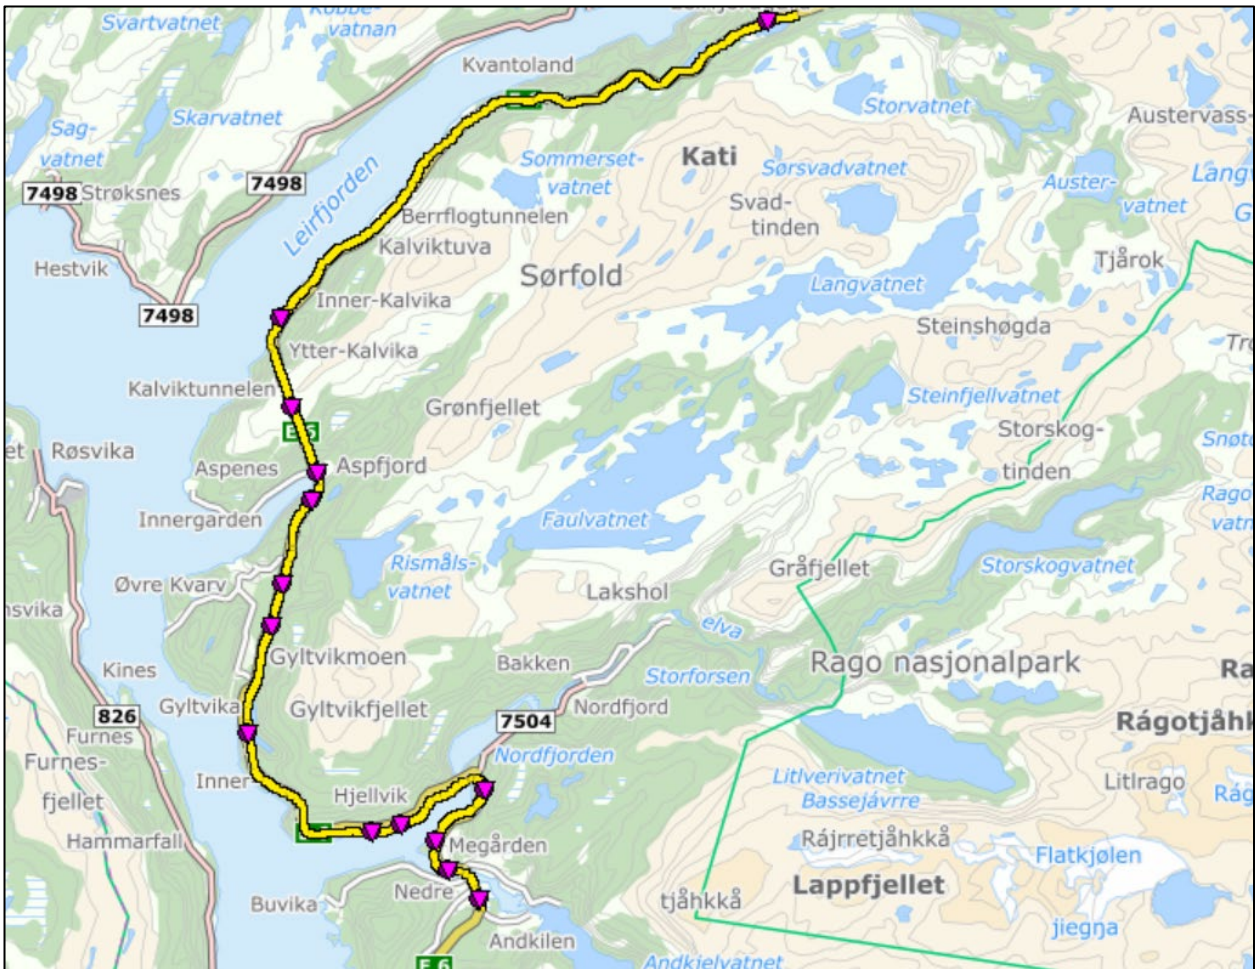 Svartvatnet
vatnan
Kvantoland
Storvatnet
Austervass-
Skarvatnet
Sag-
vatnet
Sommerset-
vatnet
Kati
Sørsvadvatnet
7498
Strøksnes
7498
Leirfjorden
Svad-
tinden
Auster-
vatnet
Lang
Berrflogtunnelen
Kalviktuva
Hestvik
Sørfold
Tjårok
Langvatnet
7498
Inner-Kalvika
Steinshøgda
Ytter-Kalvika
Kalviktunnelen
Grønfjellet
Steinfjellvatnet
E 6
Storskog-
tinden
Røsvika
Aspenes
Aspfjord
Innergarden
Faulvatnet
Rismåls-
vatnet
Gråfjellet
Storskogvatnet
Øvre Kvarv
Lakshol
elva
Gyltvikmoen
Bakken
Storforsen
Rago nasjonalpark
Kines
Gyltvika
Gyltvikfjellet
Nordfjord
826
7504
Rágotjåhk
Furnes
Furnes-
fjellet
Nordfjorden
Inner
Hjellvik
Litlverivatnet
Bassejávrre
Litlrago
Hammarfall
Megården
Rájrretjåhkkå
Flatkjølen
Nedre
Lappfjellet
Buvika
tjåhkkå
jiegŋa
Andkilen
E 6
Andkjelvatnet